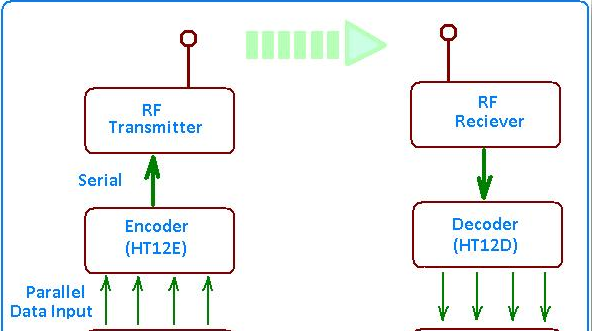 RF
Transmitter
RF
Reciever
Serial
Encoder
(HT12E)
Decoder
(HT12D)
Parallel
Data Input